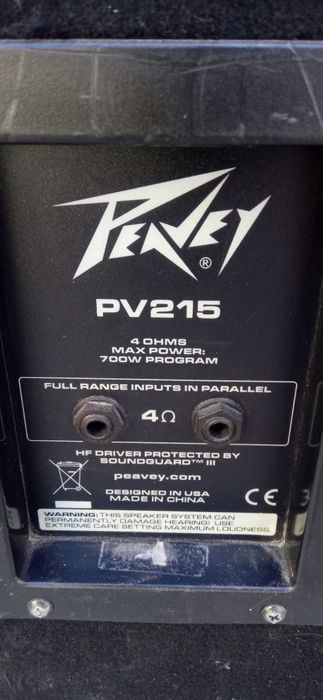 PEAVEY®
PV215
4 OHMS
MAX POWER:
700W PROGRAM
FULL RANGE INPUTS IN PARALLEL
4Ω
HF DRIVER PROTECTED BY
SOUNDGUARD™ III
peavey.com
DESIGNED IN USA
MADE IN CHINA
CE
WARNING: THIS SPEAKER SYSTEM CAN
PERMANENTLY DAMAGE HEARING! USE
EXTREME CARE SETTING MAXIMUM LOUDNESS.